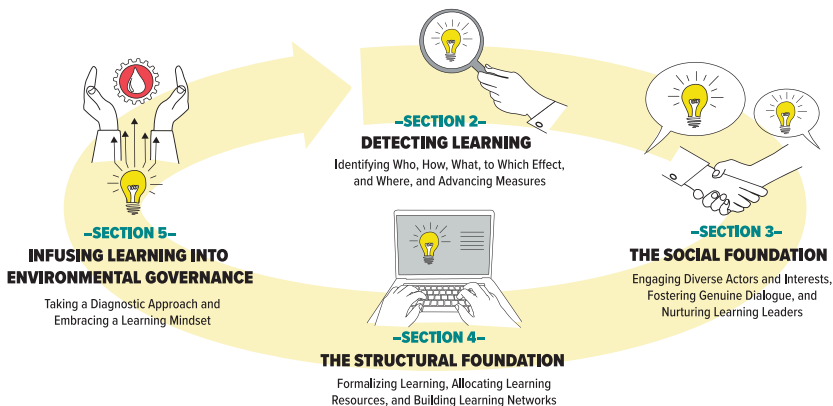 –SECTION 2–
DETECTING LEARNING
Identifying Who, How, What, to Which Effect,
and Where, and Advancing Measures
–SECTION 3–
THE SOCIAL FOUNDATION
Engaging Diverse Actors and Interests,
Fostering Genuine Dialogue, and
Nurturing Learning Leaders
–SECTION 4–
THE STRUCTURAL FOUNDATION
Formalizing Learning, Allocating Learning
Resources, and Building Learning Networks
–SECTION 5–
INFUSING LEARNING INTO
ENVIRONMENTAL GOVERNANCE
Taking a Diagnostic Approach and
Embracing a Learning Mindset